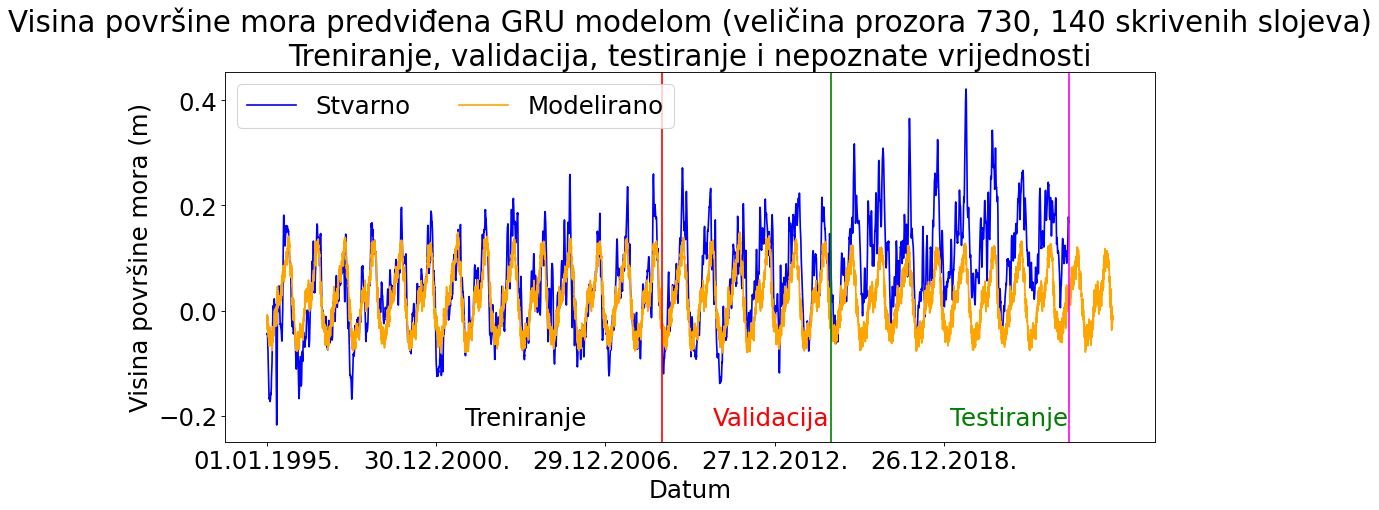 Visina površine mora predviđena GRU modelom (veličina prozora 730, 140 skrivenih slojeva)
Treniranje, validacija, testiranje i nepoznate vrijednosti
Stvarno
Modelirano
Visina površine mora (m)
0.4
0.2
0.0
−0.2
Treniranje
Validacija
Testiranje
01.01.1995.
30.12.2000.
29.12.2006.
27.12.2012.
26.12.2018.
Datum